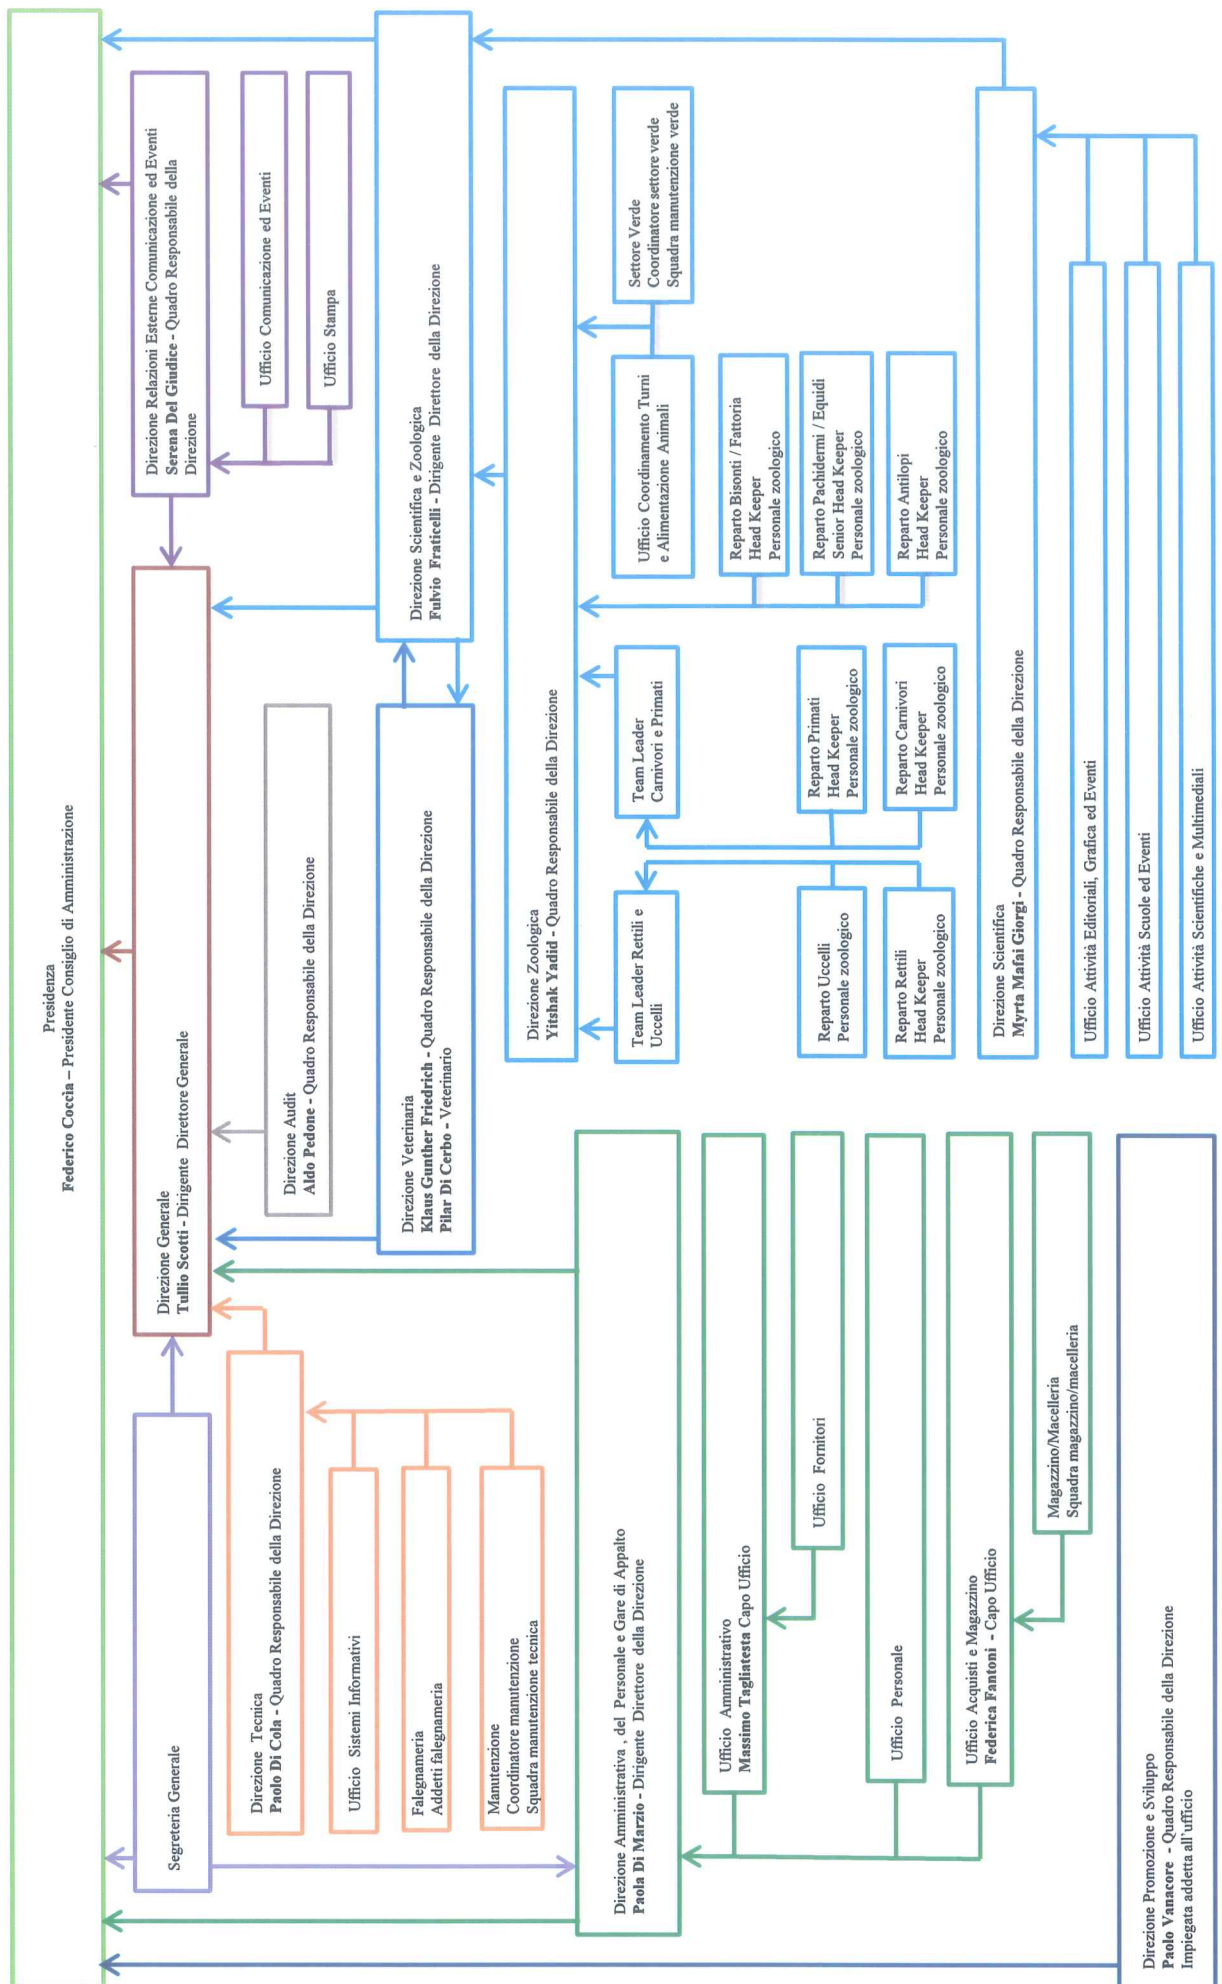 Presidenza
Federico Coccia – Presidente Consiglio di Amministrazione
Segreteria Generale
Direzione Generale
Tullio Scotti - Dirigente Direttore Generale
Direzione Relazioni Esterne Comunicazione ed Eventi
Serena Del Giudice - Quadro Responsabile della
Direzione
Ufficio Comunicazione ed Eventi
Ufficio Stampa
Direzione Tecnica
Paolo Di Cola - Quadro Responsabile della Direzione
Ufficio Sistemi Informativi
Falegnameria
Addetti falegnameria
Manutenzione
Coordinatore manutenzione
Squadra manutenzione tecnica
Direzione Audit
Aldo Pedone - Quadro Responsabile della Direzione
Direzione Veterinaria
Klaus Gunther Friedrich - Quadro Responsabile della Direzione
Pilar Di Cerbo – Veterinario
Direzione Scientifica e Zoologica
Fulvio Fraticelli - Dirigente Direttore della Direzione
Direzione Zoologica
Yitshak Yadid - Quadro Responsabile della Direzione
Team Leader Rettili e
Uccelli
Team Leader
Carnivori e Primati
Ufficio Coordinamento Turni
e Alimentazione Animali
Settore Verde
Coordinatore settore verde
Squadra manutenzione verde
Reparto Bisonti / Fattoria
Head Keeper
Personale zoologico
Reparto Uccelli
Personale zoologico
Reparto Primati
Head Keeper
Personale zoologico
Reparto Pachidermi / Equidi
Senior Head Keeper
Personale zoologico
Reparto Rettili
Head Keeper
Personale zoologico
Reparto Carnivori
Head Keeper
Personale zoologico
Reparto Antilopi
Head Keeper
Personale zoologico
Direzione Scientifica
Myrta Mafai Giorgi - Quadro Responsabile della Direzione
Ufficio Attività Editoriali, Grafica ed Eventi
Ufficio Attività Scuole ed Eventi
Ufficio Attività Scientifiche e Multimediali
Direzione Amministrativa , del Personale e Gare di Appalto
Paola Di Marzio - Dirigente Direttore della Direzione
Ufficio Amministrativo
Massimo Tagliatesta Capo Ufficio
Ufficio Fornitori
Ufficio Personale
Ufficio Acquisti e Magazzino
Federica Fantoni - Capo Ufficio
Magazzino/Macelleria
Squadra magazzino/macelleria
Direzione Promozione e Sviluppo
Paolo Vanacore - Quadro Responsabile della Direzione
Impiegata addetta all'ufficio